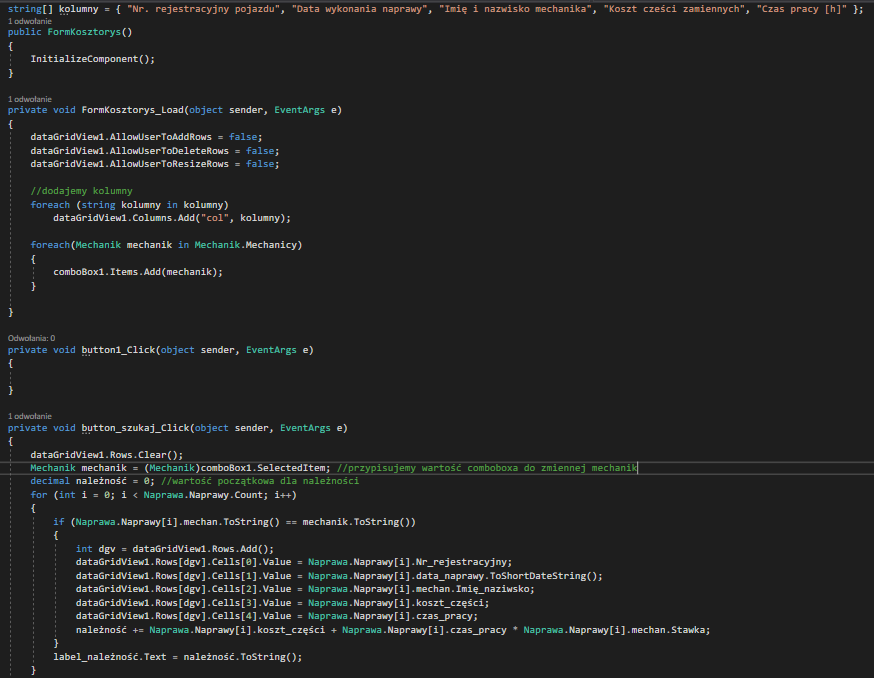 string[] kolumny = { "Nr. rejestracyjny pojazdu", "Data wykonania naprawy", "Imię i nazwisko mechanika", "Koszt cześci zamiennych", "Czas pracy [h]" };
1 odwołanie
public FormKosztorys()
{
InitializeComponent();
}
1 odwołanie
private void FormKosztorys_Load(object sender, EventArgs e)
{
dataGridView1.AllowUserToAddRows = false;
dataGridView1.AllowUserToDeleteRows = false;
dataGridView1.AllowUserToResizeRows = false;
//dodajemy kolumny
foreach (string kolumny in kolumny)
dataGridView1.Columns.Add("col", kolumny);
foreach(Mechanik mechanik in Mechanik.Mechanicy)
{
comboBox1.Items.Add(mechanik);
}
}
Odwołania: 0
private void button1_Click(object sender, EventArgs e)
{
}
1 odwołanie
private void button_szukaj_Click(object sender, EventArgs e)
{
dataGridView1.Rows.Clear();
Mechanik mechanik = (Mechanik)comboBox1.SelectedItem; //przypisujemy wartość comboboxa do zmiennej mechanik
decimal należność = 0; //wartość początkowa dla należności
for (int i = 0; i < Naprawa.Naprawy.Count; i++)
{
if (Naprawa.Naprawy[i].mechan.ToString() == mechanik.ToString())
{
int dgv = dataGridView1.Rows.Add();
dataGridView1.Rows[dgv].Cells[0].Value = Naprawa.Naprawy[i].Nr_rejestracyjny;
dataGridView1.Rows[dgv].Cells[1].Value = Naprawa.Naprawy[i].data_naprawy.ToShortDateString();
dataGridView1.Rows[dgv].Cells[2].Value = Naprawa.Naprawy[i].mechan.Imię_naziwsko;
dataGridView1.Rows[dgv].Cells[3].Value = Naprawa.Naprawy[i].koszt_części;
dataGridView1.Rows[dgv].Cells[4].Value = Naprawa.Naprawy[i].czas_pracy;
należność += Naprawa.Naprawy[i].koszt_części + Naprawa.Naprawy[i].czas_pracy * Naprawa.Naprawy[i].mechan.Stawka;
}
label_należność.Text = należność.ToString();
}